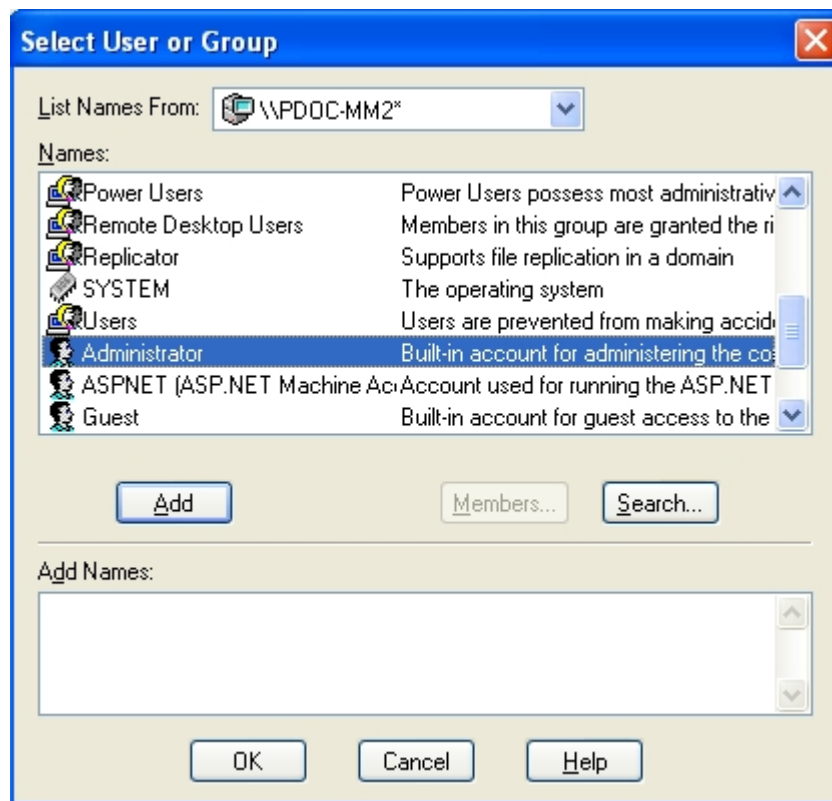 Select User or Group
List Names From: \\PDOC-MM2*
Names:
Power Users Power Users possess most administrativ
Remote Desktop Users Members in this group are granted the ri
Replicator Supports file replication in a domain
SYSTEM The operating system
Users Users are prevented from making accid
Administrator Built-in account for administering the co
ASPNET (ASP.NET Machine Acc Account used for running the ASP.NET
Guest Built-in account for guest access to the
Add Members... Search...
Add Names:
OK Cancel Help